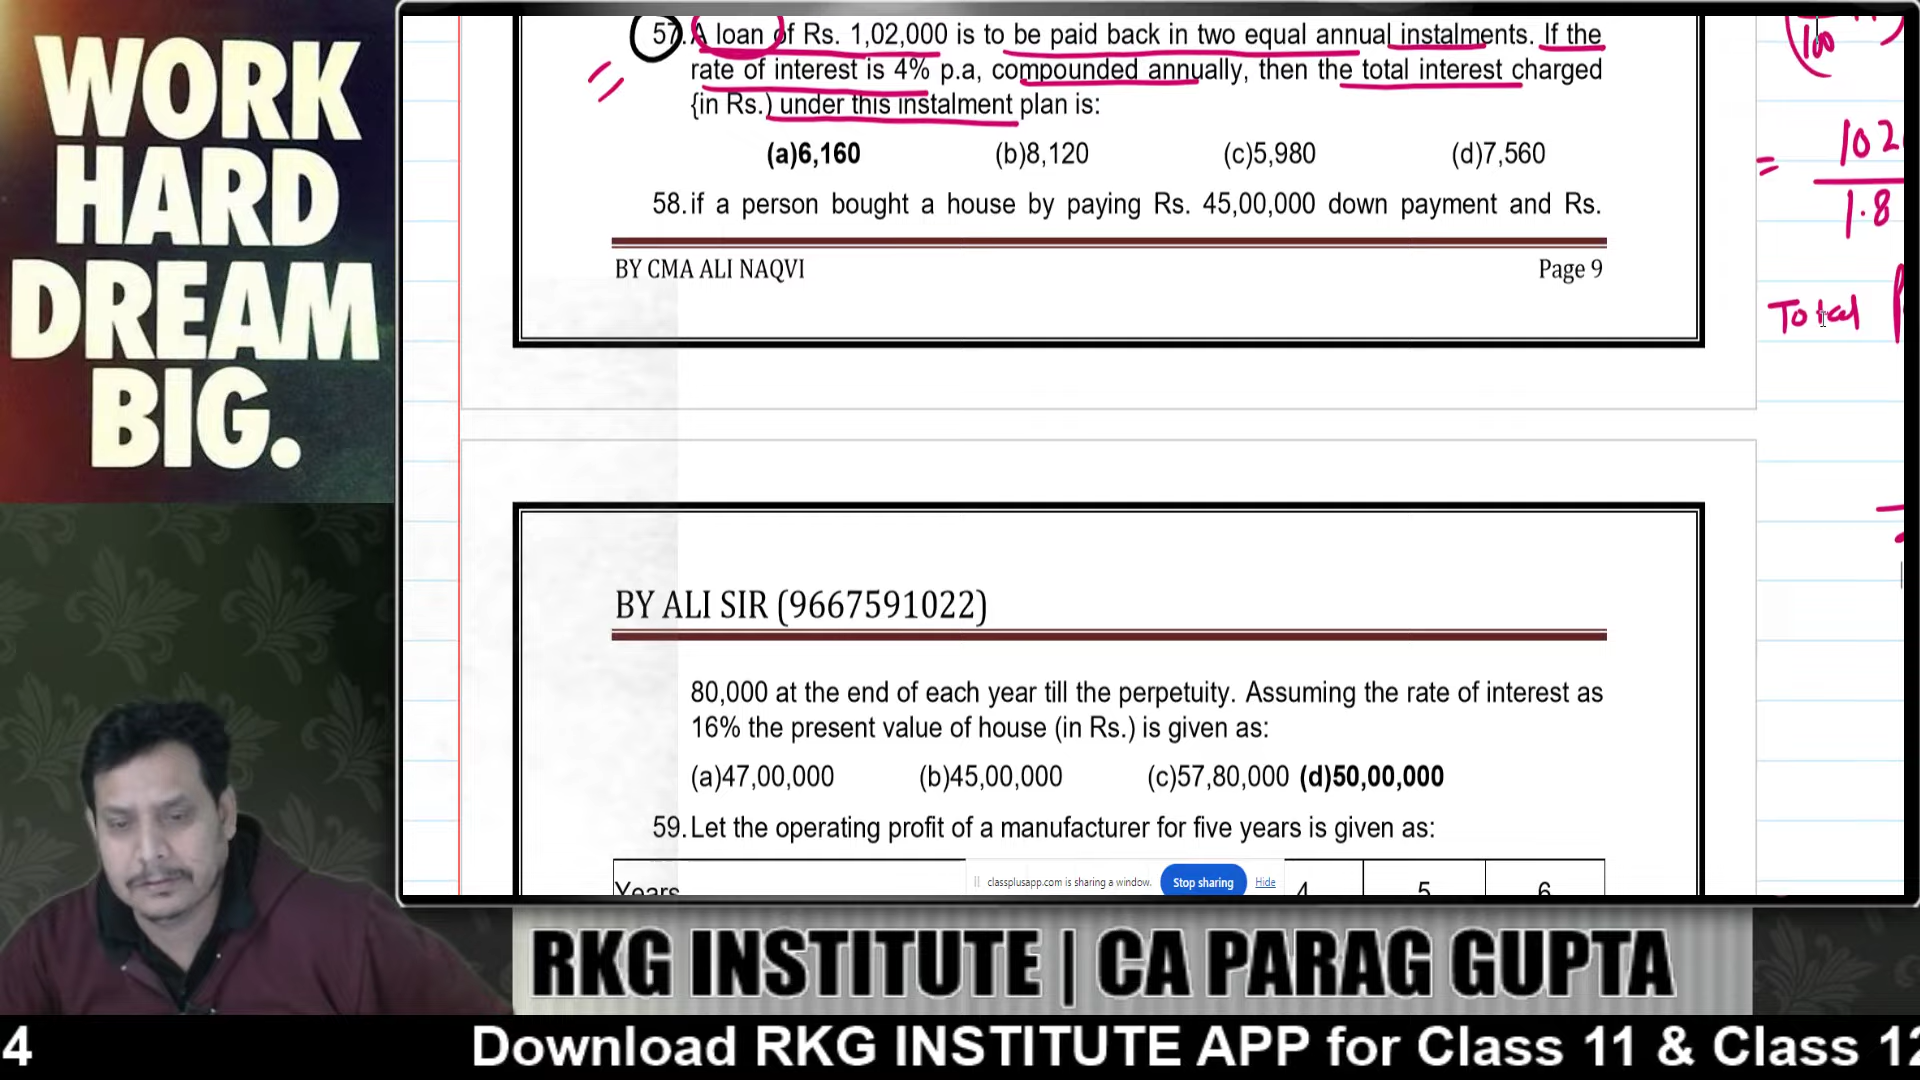 WORK
HARD
DREAM
BIG.
57. A loan of Rs. 1,02,000 is to be paid back in two equal annual instalments. If the
rate of interest is 4% p.a, compounded annually, then the total interest charged
{in Rs.) under this instalment plan is:
(a)6,160 (b)8,120 (c)5,980 (d)7,560
58. if a person bought a house by paying Rs. 45,00,000 down payment and Rs.
BY CMA ALI NAQVI Page 9
100
= 102
1.8
Total
BY ALI SIR (9667591022)
80,000 at the end of each year till the perpetuity. Assuming the rate of interest as
16% the present value of house (in Rs.) is given as:
(a)47,00,000 (b)45,00,000 (c)57,80,000 (d)50,00,000
59. Let the operating profit of a manufacturer for five years is given as:
Years 4 5 6
classplusapp.com is sharing a window. Stop sharing Hide
RKG INSTITUTE | CA PARAG GUPTA
4 Download RKG INSTITUTE APP for Class 11 & Class 12